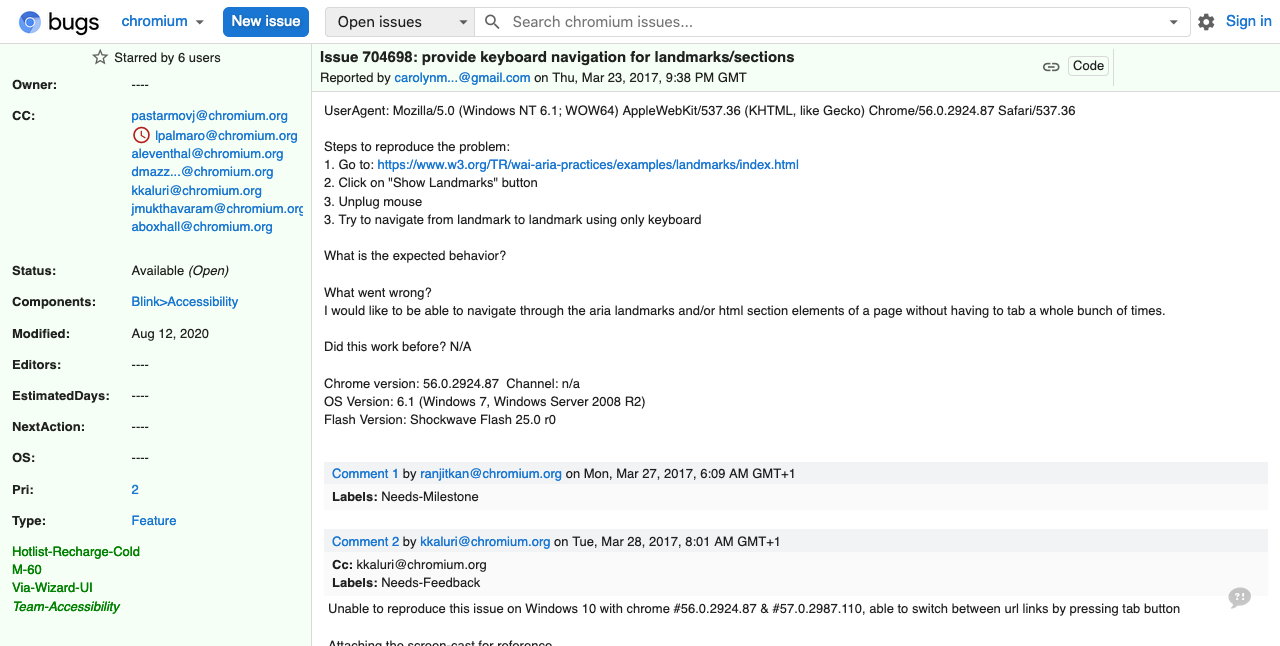 bugs
chromium
New issue
Open issues
Search chromium issues...
Sign in
Starred by 6 users
Owner: ----
CC: pastarmovj@chromium.org
lpalmaro@chromium.org
aleventhal@chromium.org
dmazz...@chromium.org
kkaluri@chromium.org
jmukthavaram@chromium.org
aboxhall@chromium.org
Status: Available (Open)
Components: Blink>Accessibility
Modified: Aug 12, 2020
Editors: ----
EstimatedDays: ----
NextAction: ----
OS: ----
Pri: 2
Type: Feature
Hotlist-Recharge-Cold
M-60
Via-Wizard-UI
Team-Accessibility
Issue 704698: provide keyboard navigation for landmarks/sections
Reported by carolynm...@gmail.com on Thu, Mar 23, 2017, 9:38 PM GMT
Code
UserAgent: Mozilla/5.0 (Windows NT 6.1; WOW64) AppleWebKit/537.36 (KHTML, like Gecko) Chrome/56.0.2924.87 Safari/537.36
Steps to reproduce the problem:
1. Go to: https://www.w3.org/TR/wai-aria-practices/examples/landmarks/index.html
2. Click on "Show Landmarks" button
3. Unplug mouse
3. Try to navigate from landmark to landmark using only keyboard
What is the expected behavior?
What went wrong?
I would like to be able to navigate through the aria landmarks and/or html section elements of a page without having to tab a whole bunch of times.
Did this work before? N/A
Chrome version: 56.0.2924.87 Channel: n/a
OS Version: 6.1 (Windows 7, Windows Server 2008 R2)
Flash Version: Shockwave Flash 25.0 r0
Comment 1 by ranjitkan@chromium.org on Mon, Mar 27, 2017, 6:09 AM GMT+1
Labels: Needs-Milestone
Comment 2 by kkaluri@chromium.org on Tue, Mar 28, 2017, 8:01 AM GMT+1
Cc: kkaluri@chromium.org
Labels: Needs-Feedback
Unable to reproduce this issue on Windows 10 with chrome #56.0.2924.87 & #57.0.2987.110, able to switch between url links by pressing tab button
Attaching the screen-cast for reference
?!